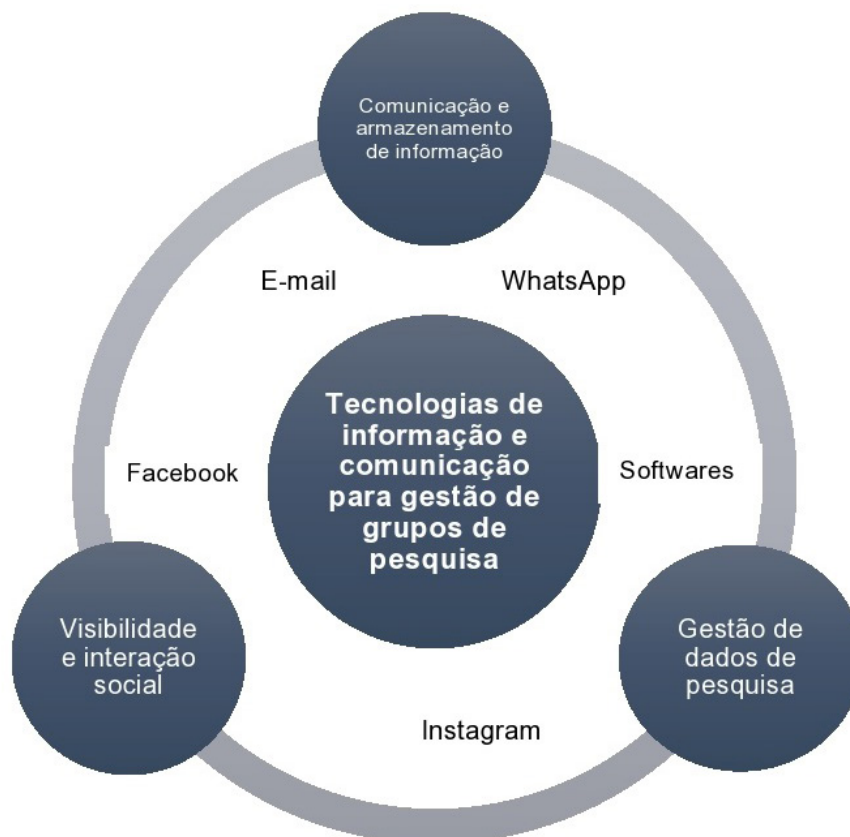 Comunicação e
armazenamento
de informação
E-mail
WhatsApp
Tecnologias de
informação e
comunicação
para gestão de
grupos de
pesquisa
Facebook
Softwares
Visibilidade
e interação
social
Gestão de
dados de
pesquisa
Instagram